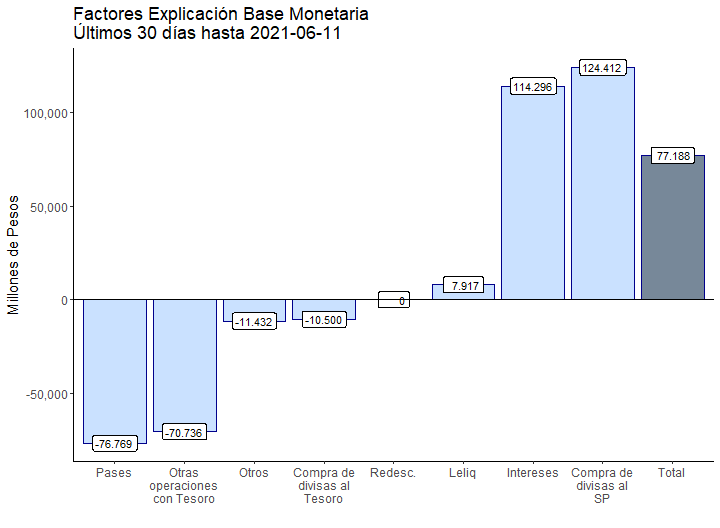 Factores Explicación Base Monetaria
Últimos 30 días hasta 2021-06-11
Millones de Pesos
100,000
50,000
0
-50,000
-76.769
-70.736
-11.432
-10.500
0
7.917
114.296
124.412
77.188
Pases
Otras
operaciones
con Tesoro
Otros
Compra de
divisas al
Tesoro
Redesc.
Leliq
Intereses
Compra de
divisas al
SP
Total